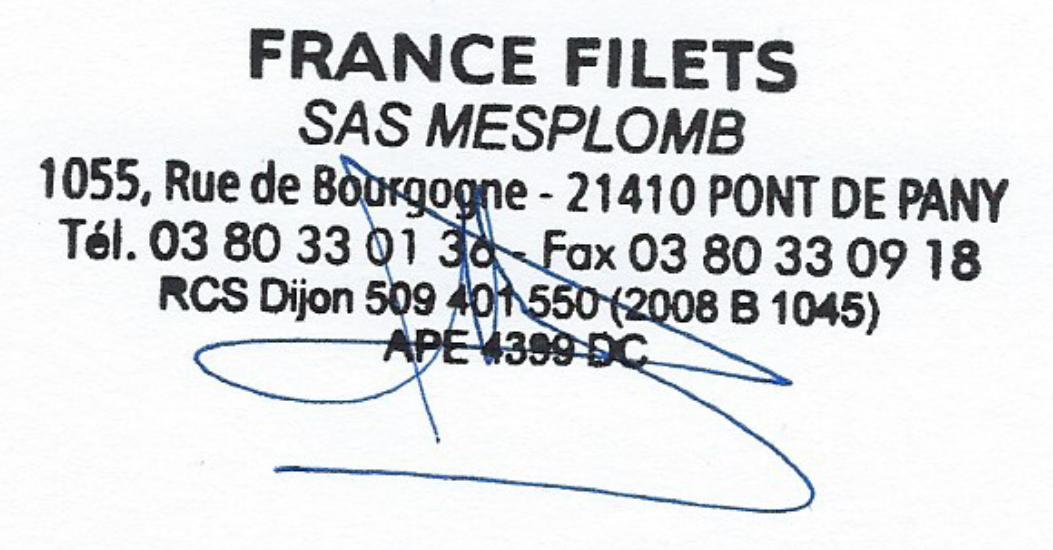 FRANCE FILETS
SAS MESPLOMB
1055, Rue de Bourgogne - 21410 PONT DE PANY
Tél. 03 80 33 01 36 - Fax 03 80 33 09 18
RCS Dijon 509 401 550 (2008 B 1045)
APE 4399 DC